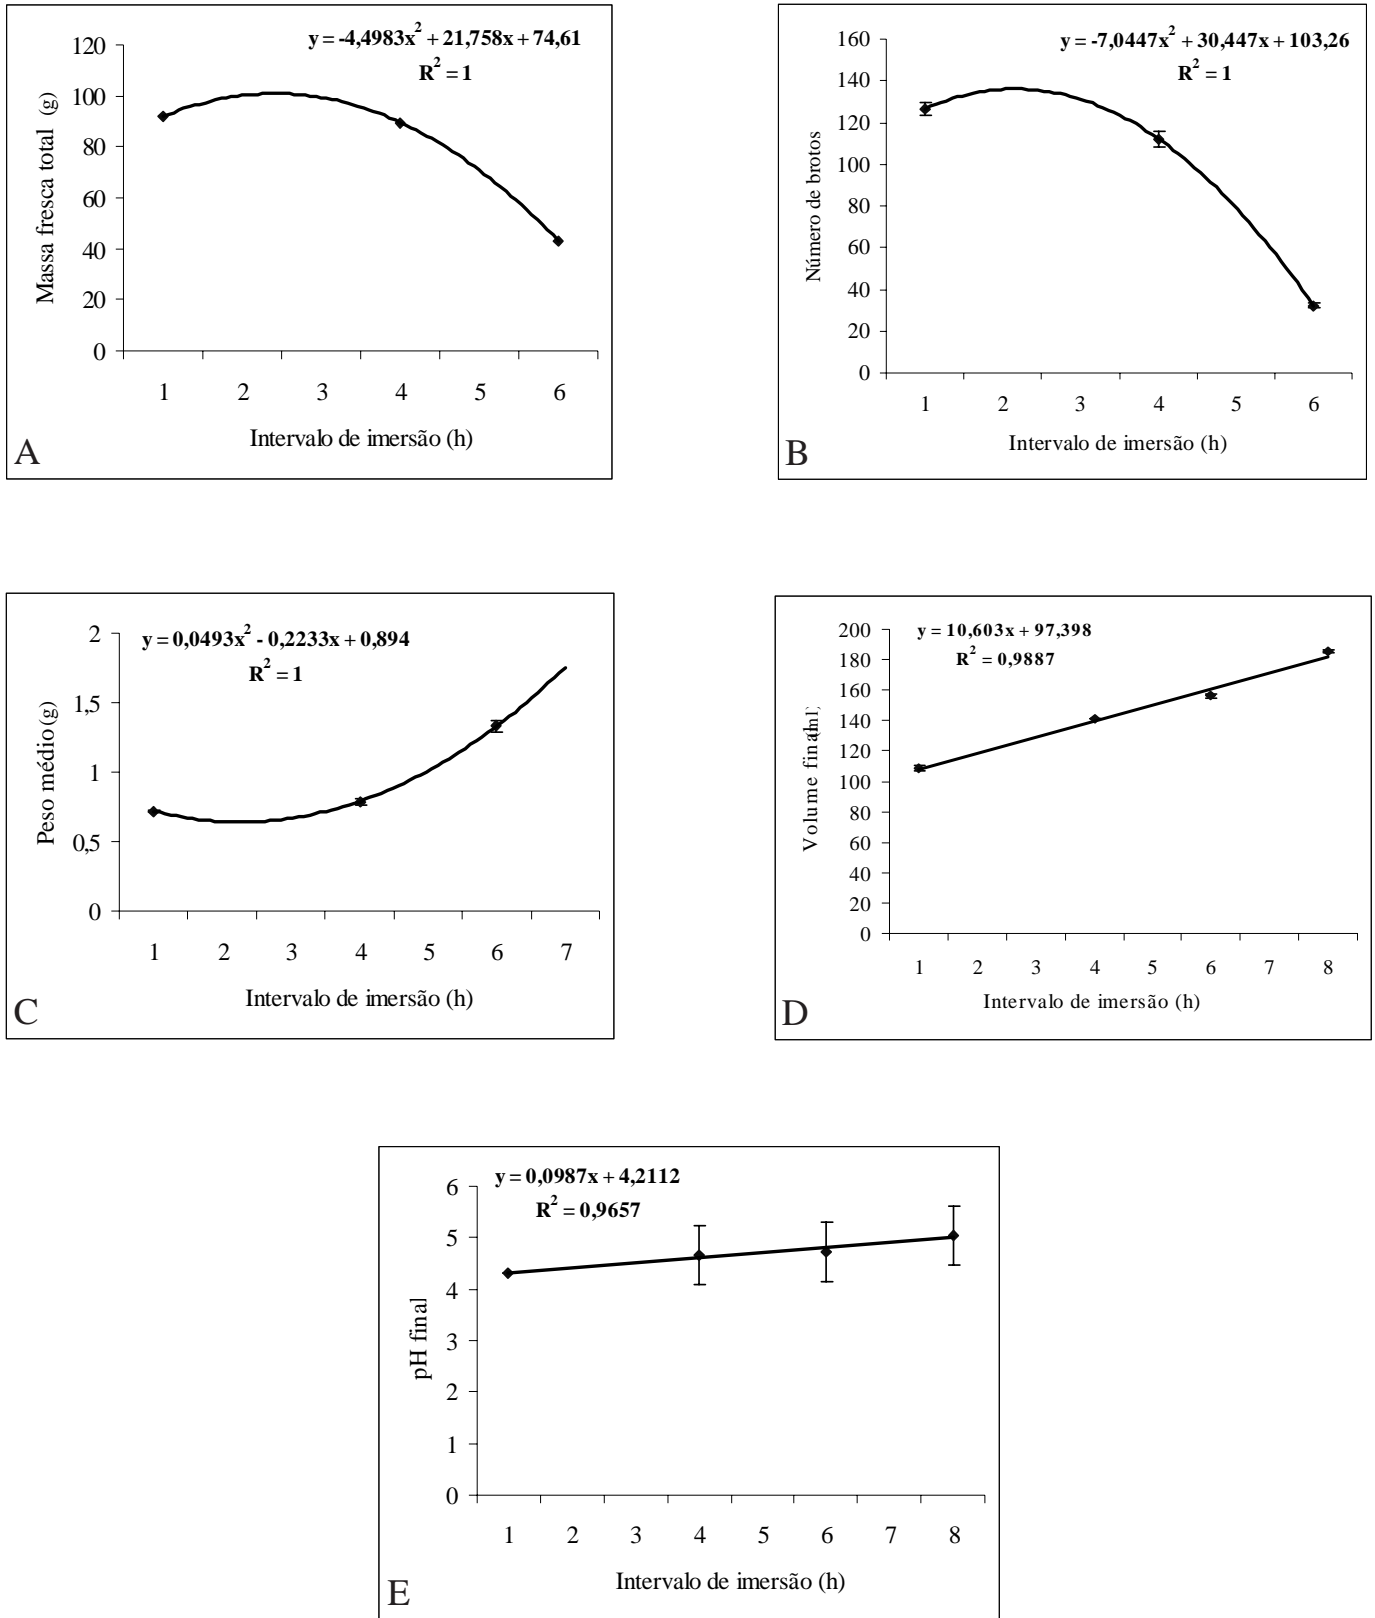 y = -4,4983x² + 21,758x + 74,61
R² = 1
120
100
80
60
40
20
0
Massa fresca total (g)
1 2 3 4 5 6
Intervalo de imersão (h)
A
y = -7,0447x² + 30,447x + 103,26
R² = 1
160
140
120
100
80
60
40
20
0
Número de brotos
1 2 3 4 5 6
Intervalo de imersão (h)
B
y = 0,0493x² - 0,2233x + 0,894
R² = 1
2
1,5
1
0,5
0
Peso médio (g)
1 2 3 4 5 6 7
Intervalo de imersão (h)
C
y = 10,603x + 97,398
R² = 0,9887
200
180
160
140
120
100
80
60
40
20
0
Volume final(ml)
1 2 3 4 5 6 7 8
Intervalo de imersão (h)
D
y = 0,0987x + 4,2112
R² = 0,9657
6
5
4
3
2
1
0
pH final
1 2 3 4 5 6 7 8
Intervalo de imersão (h)
E